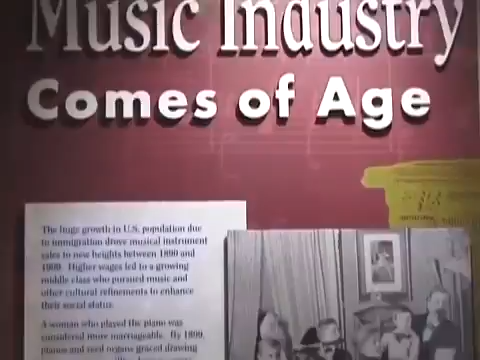 Music Industry
Comes of Age
The huge growth in U.S. population due
to immigration drove musical instrument
sales to new heights between 1890 and
1909. Higher wages led to a growing
middle class who pursued music and
other cultural refinements to enhance
their social status.
A woman who played the piano was
considered more marriageable. By 1899,
pianos and reed organs graced drawing